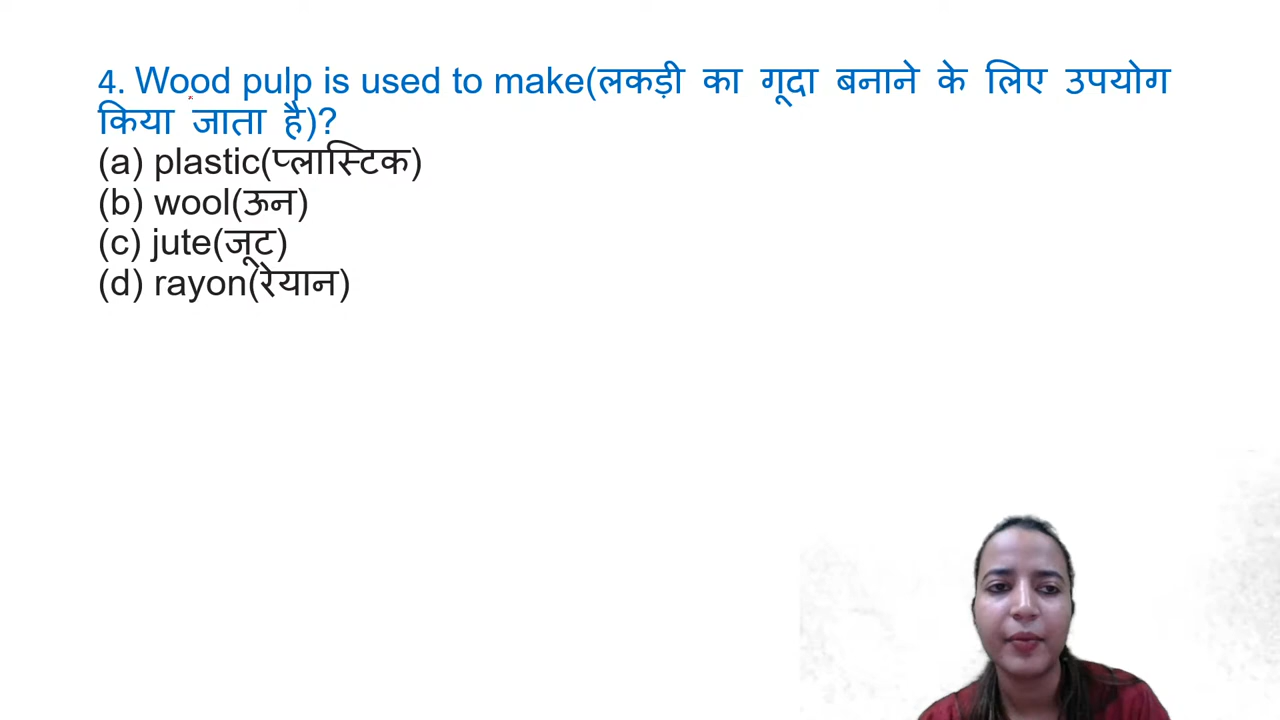 4. Wood pulp is used to make(लकड़ी का गूदा बनाने के लिए उपयोग
किया जाता है)?
(a) plastic(प्लास्टिक)
(b) wool(ऊन)
(c) jute(जूट)
(d) rayon(रेयान)